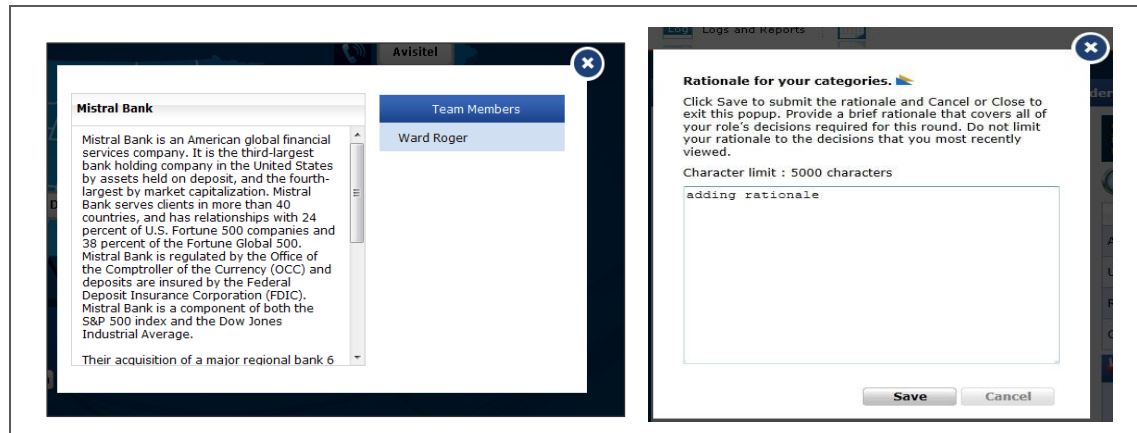 Avisitel
Mistral Bank
Mistral Bank is an American global financial
services company. It is the third-largest
bank holding company in the United States
by assets held on deposit, and the fourth-
largest by market capitalization. Mistral
Bank serves clients in more than 40
countries, and has relationships with 24
percent of U.S. Fortune 500 companies and
38 percent of the Fortune Global 500.
Mistral Bank is regulated by the Office of
the Comptroller of the Currency (OCC) and
deposits are insured by the Federal
Deposit Insurance Corporation (FDIC).
Mistral Bank is a component of both the
S&P 500 index and the Dow Jones
Industrial Average.
Their acquisition of a major regional bank 6
Team Members
Ward Roger
Log Logs and Reports
Rationale for your categories.
Click Save to submit the rationale and Cancel or Close to
exit this popup. Provide a brief rationale that covers all of
your role's decisions required for this round. Do not limit
your rationale to the decisions that you most recently
viewed.
Character limit : 5000 characters
adding rationale
Save Cancel